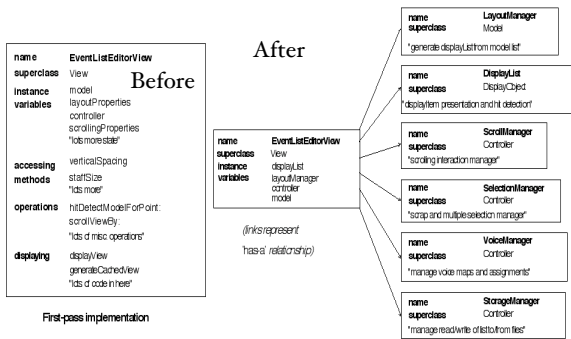 Before
name EventListEditorView
superclass View
instance model
variables layoutProperties
controller
scrollingProperties
"lots more state"
accessing verticalSpacing
methods staffSize
"lots more"
operations hitDetectModelForPoint:
scrollViewBy:
"lots of misc. operations"
displaying displayView
generateCachedView
"lots of code in here"
First-pass implementation
After
name EventListEditorView
superclass View
instance displayList
variables layoutManager
controller
model
(links represent
'has-a' relationship)
name LayoutManager
superclass Model
"generate displayList from model list"
name DisplayList
superclass DisplayObject
"display item presentation and hit detection"
name ScrollManager
superclass Controller
"scrolling interaction manager"
name SelectionManager
superclass Controller
"scrap and multiple selection manager"
name VoiceManager
superclass Controller
"manage voice maps and assignments"
name StorageManager
superclass Controller
"manage read/write of list to/from files"